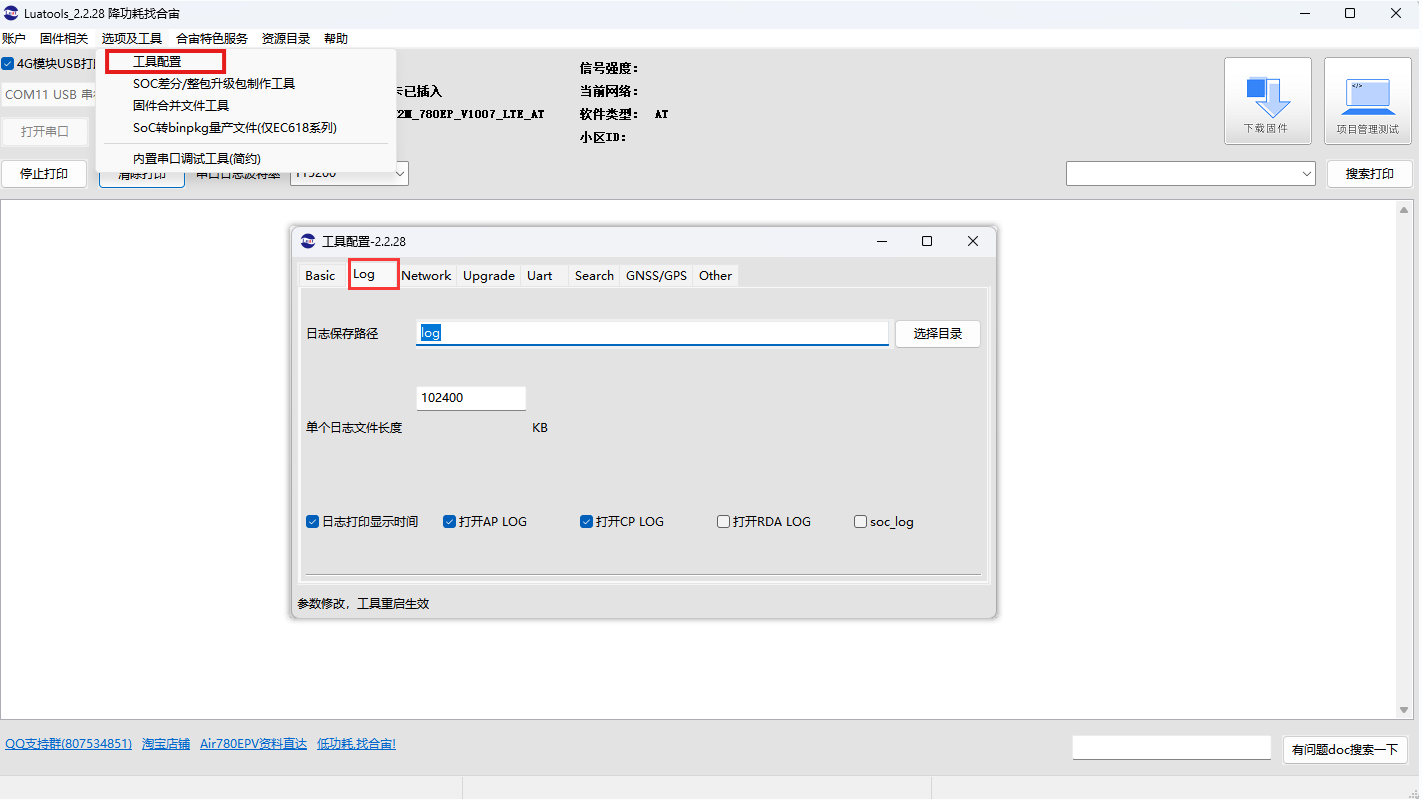 Luatools_2.2.28 降功耗找合宙
账户 固件相关 选项及工具 合宙特色服务 资源目录 帮助
4G模块USB打
工具配置
SOC差分/整包升级包制作工具
固件合并文件工具
SoC转binpkg量产文件(仅EC618系列)
内置串口调试工具(简约)
COM11 USB 串
打开串口
卡已插入
2M_780EP_V1007_LTE_AT
信号强度:
当前网络:
软件类型: AT
小区ID:
下载固件
项目管理测试
停止打印
清除打印
串口日志波特率
115200
搜索打印
工具配置-2.2.28
Basic Log Network Upgrade Uart Search GNSS/GPS Other
日志保存路径 log 选择目录
102400
单个日志文件长度 KB
日志打印显示时间 打开AP LOG 打开CP LOG 打开RDA LOG soc_log
参数修改，工具重启生效
QQ支持群(807534851) 淘宝店铺 Air780EPV资料直达 低功耗,找合宙!
有问题doc搜索一下